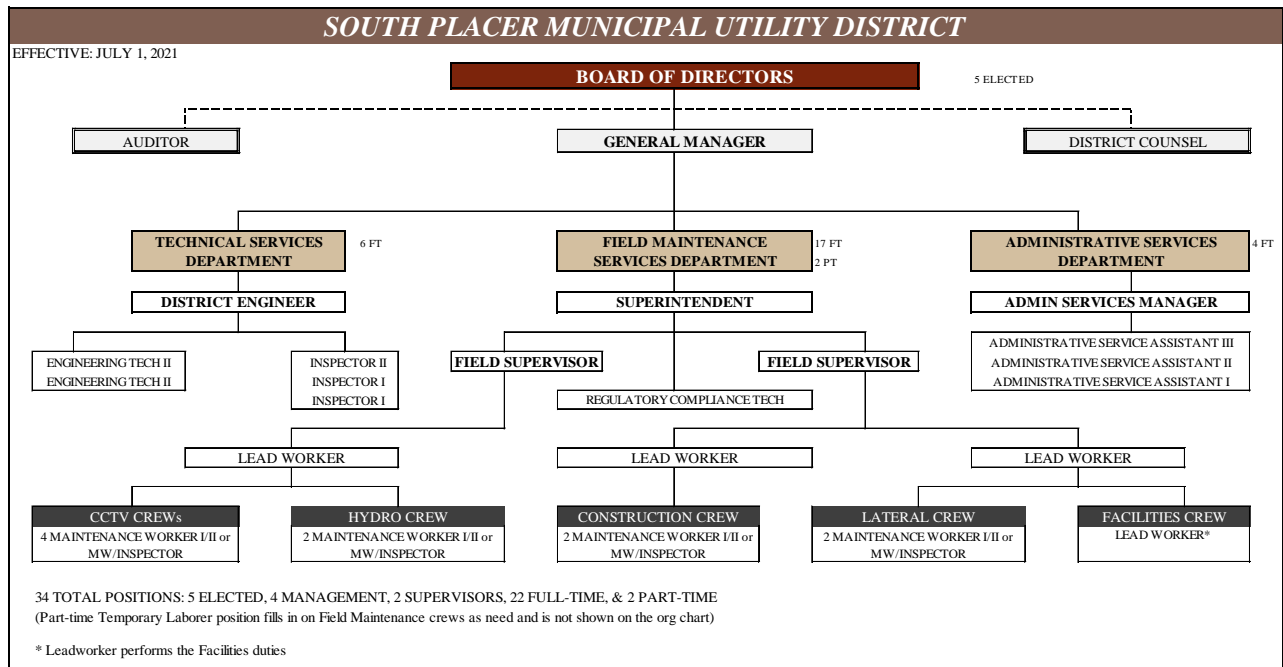 SOUTH PLACER MUNICIPAL UTILITY DISTRICT
EFFECTIVE: JULY 1, 2021
BOARD OF DIRECTORS
5 ELECTED
AUDITOR
GENERAL MANAGER
DISTRICT COUNSEL
TECHNICAL SERVICES
DEPARTMENT
6 FT
FIELD MAINTENANCE
SERVICES DEPARTMENT
17 FT
2 PT
ADMINISTRATIVE SERVICES
DEPARTMENT
4 FT
DISTRICT ENGINEER
SUPERINTENDENT
ADMIN SERVICES MANAGER
ENGINEERING TECH II
ENGINEERING TECH II
INSPECTOR II
INSPECTOR I
INSPECTOR I
FIELD SUPERVISOR
FIELD SUPERVISOR
ADMINISTRATIVE SERVICE ASSISTANT III
ADMINISTRATIVE SERVICE ASSISTANT II
ADMINISTRATIVE SERVICE ASSISTANT I
REGULATORY COMPLIANCE TECH
LEAD WORKER
LEAD WORKER
LEAD WORKER
CCTV CREWs
4 MAINTENANCE WORKER I/II or
MW/INSPECTOR
HYDRO CREW
2 MAINTENANCE WORKER I/II or
MW/INSPECTOR
CONSTRUCTION CREW
2 MAINTENANCE WORKER I/II or
MW/INSPECTOR
LATERAL CREW
2 MAINTENANCE WORKER I/II or
MW/INSPECTOR
FACILITIES CREW
LEAD WORKER*
34 TOTAL POSITIONS: 5 ELECTED, 4 MANAGEMENT, 2 SUPERVISORS, 22 FULL-TIME, & 2 PART-TIME
(Part-time Temporary Laborer position fills in on Field Maintenance crews as need and is not shown on the org chart)
* Leadworker performs the Facilities duties